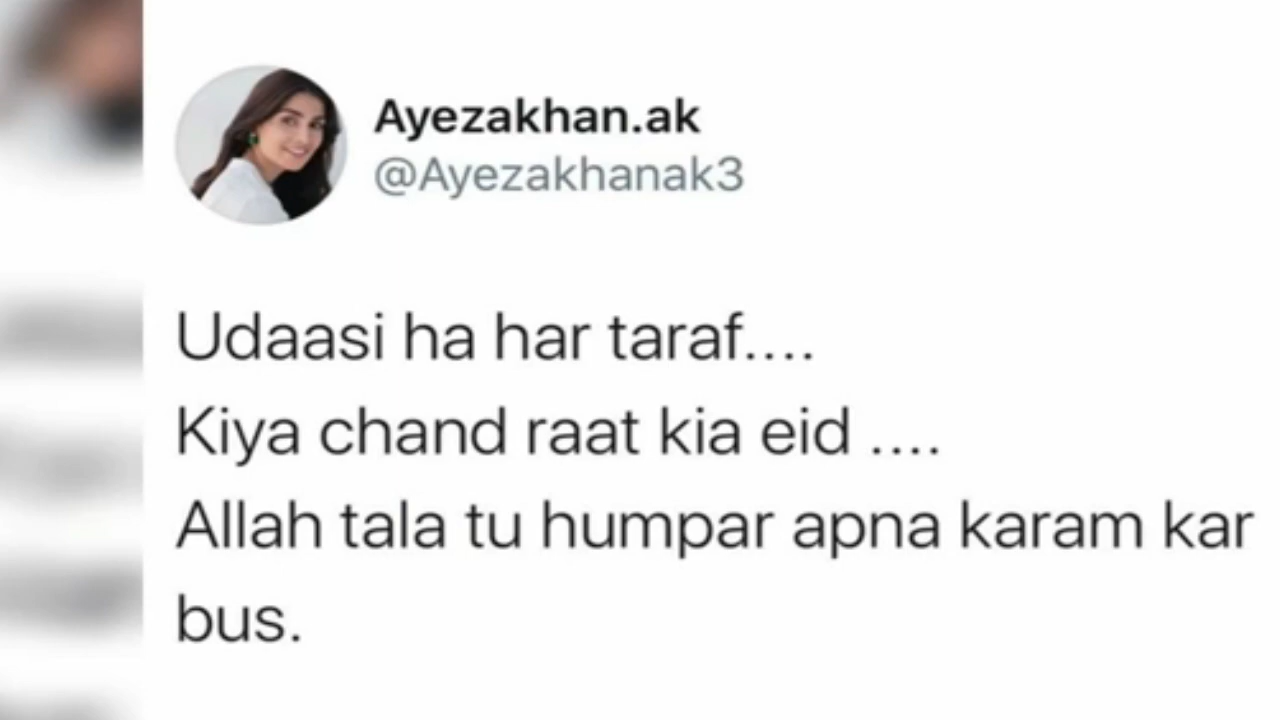 Ayezakhan.ak
@Ayezakhanak3
Udaasi ha har taraf....
Kiya chand raat kia eid ....
Allah tala tu humpar apna karam kar
bus.